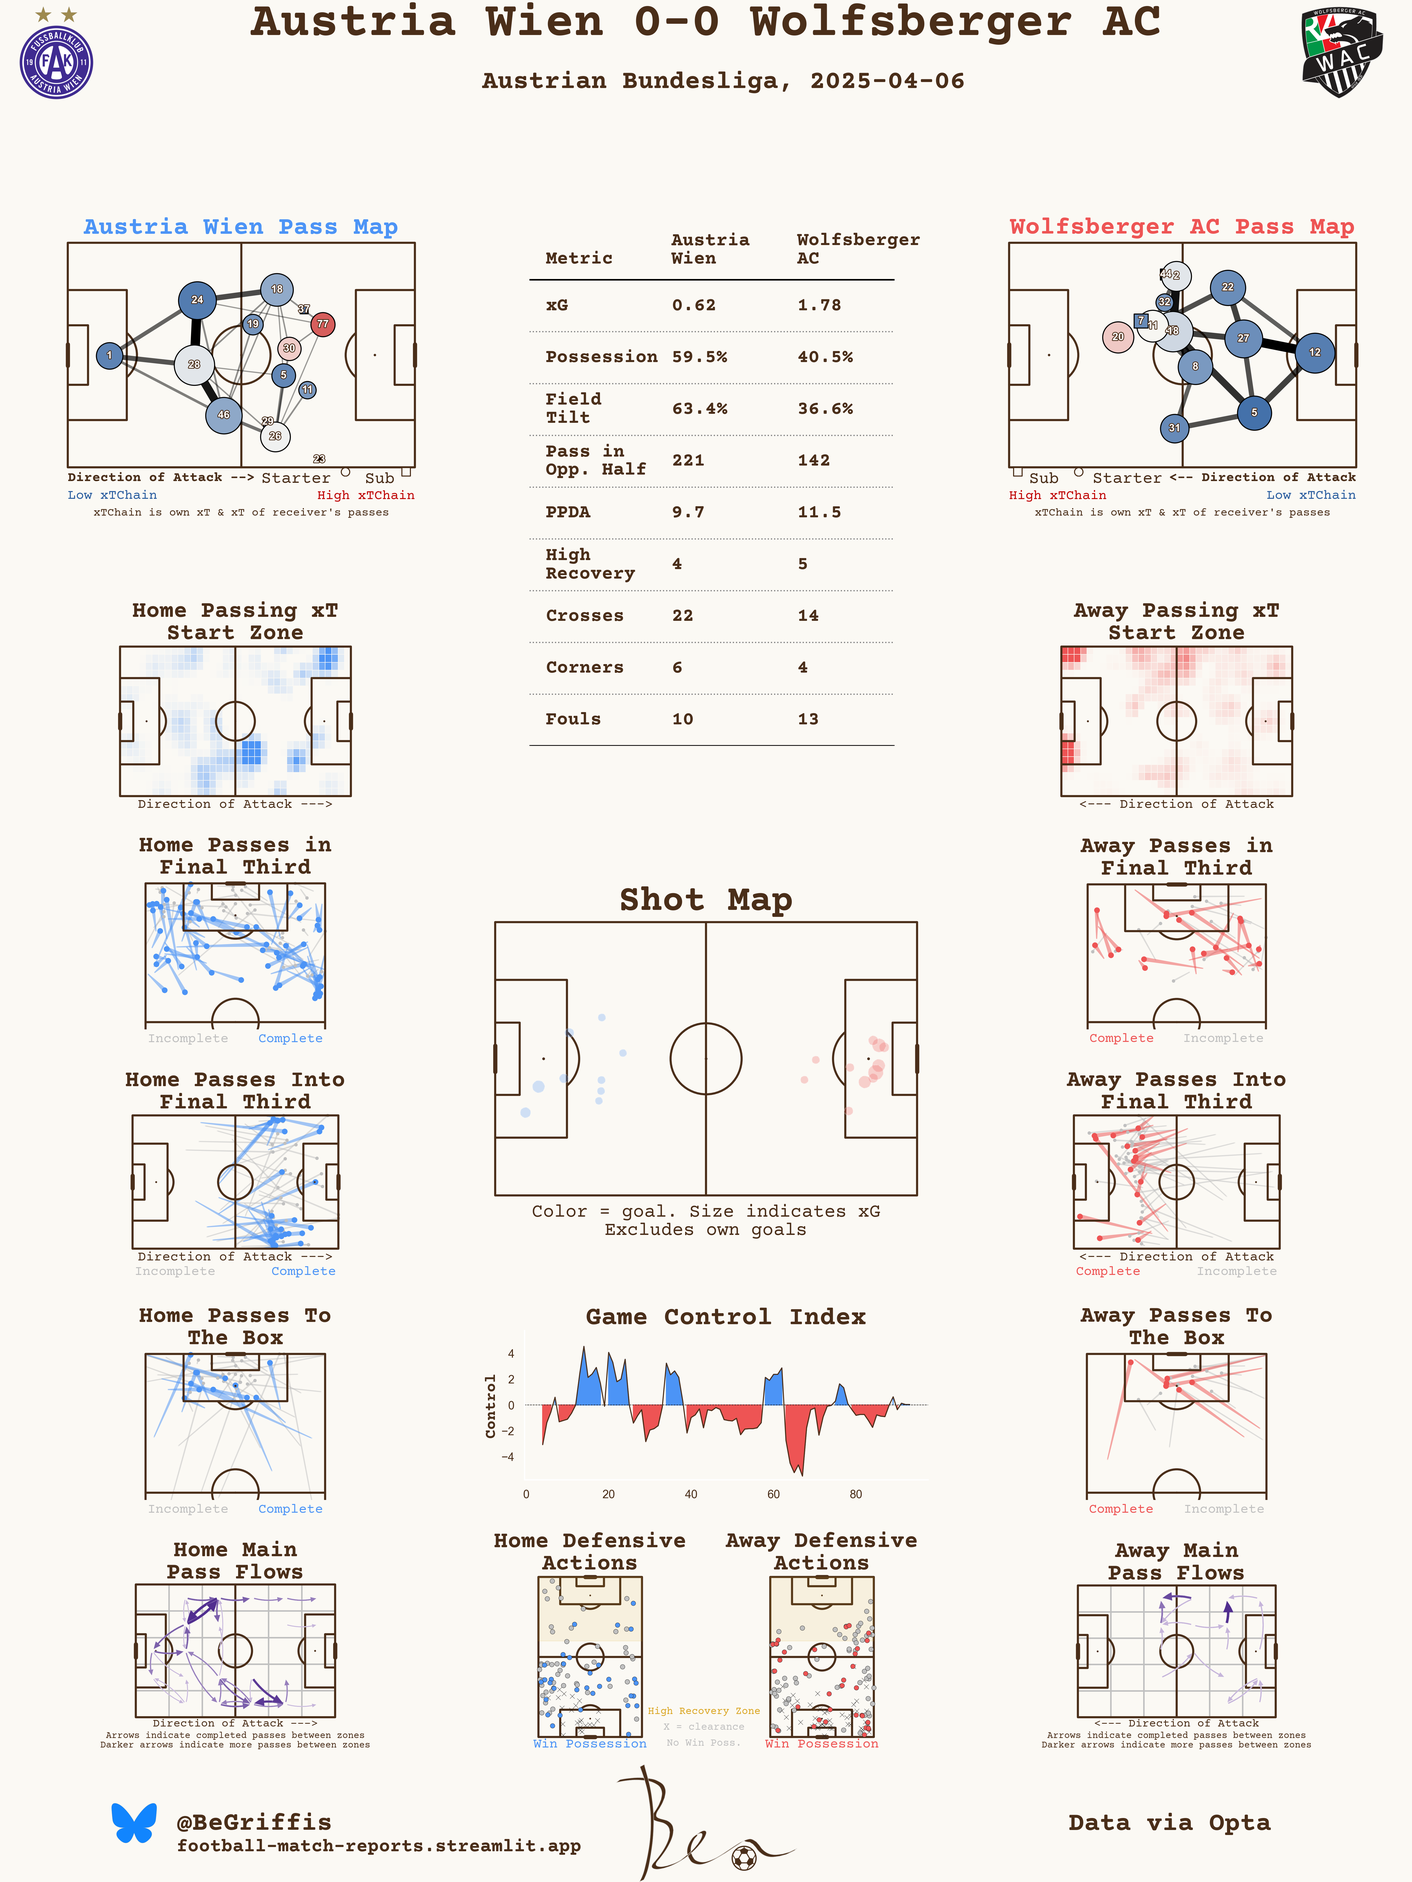 Austria Wien 0-0 Wolfsberger AC
Austrian Bundesliga, 2025-04-06
FUSSBALLKLUB
19 FAK 11
AUSTRIA WIEN
WOLFSBERGER AC
WAC
Austria Wien Pass Map
24
18
37
19
77
1
28
30
5
11
46
29
26
23
Direction of Attack --> Starter Sub
Low xTChain High xTChain
xTChain is own xT & xT of receiver's passes
Metric Austria Wien Wolfsberger AC
xG 0.62 1.78
Possession 59.5% 40.5%
Field Tilt 63.4% 36.6%
Pass in Opp. Half 221 142
PPDA 9.7 11.5
High Recovery 4 5
Crosses 22 14
Corners 6 4
Fouls 10 13
Wolfsberger AC Pass Map
44
2
22
32
7
11
18
20
27
12
8
5
31
Sub Starter <-- Direction of Attack
High xTChain Low xTChain
xTChain is own xT & xT of receiver's passes
Home Passing xT
Start Zone
Direction of Attack --->
Away Passing xT
Start Zone
<--- Direction of Attack
Home Passes in
Final Third
Incomplete Complete
Away Passes in
Final Third
Complete Incomplete
Shot Map
Color = goal. Size indicates xG
Excludes own goals
Home Passes Into
Final Third
Direction of Attack --->
Incomplete Complete
Away Passes Into
Final Third
<--- Direction of Attack
Complete Incomplete
Home Passes To
The Box
Incomplete Complete
Game Control Index
Control
4
2
0
−2
−4
0 20 40 60 80
Away Passes To
The Box
Complete Incomplete
Home Main
Pass Flows
Direction of Attack --->
Arrows indicate completed passes between zones
Darker arrows indicate more passes between zones
Home Defensive
Actions
Win Possession
Away Defensive
Actions
Win Possession
High Recovery Zone
X = clearance
No Win Poss.
Away Main
Pass Flows
<--- Direction of Attack
Arrows indicate completed passes between zones
Darker arrows indicate more passes between zones
@BeGriffis
football-match-reports.streamlit.app
Ben
Data via Opta